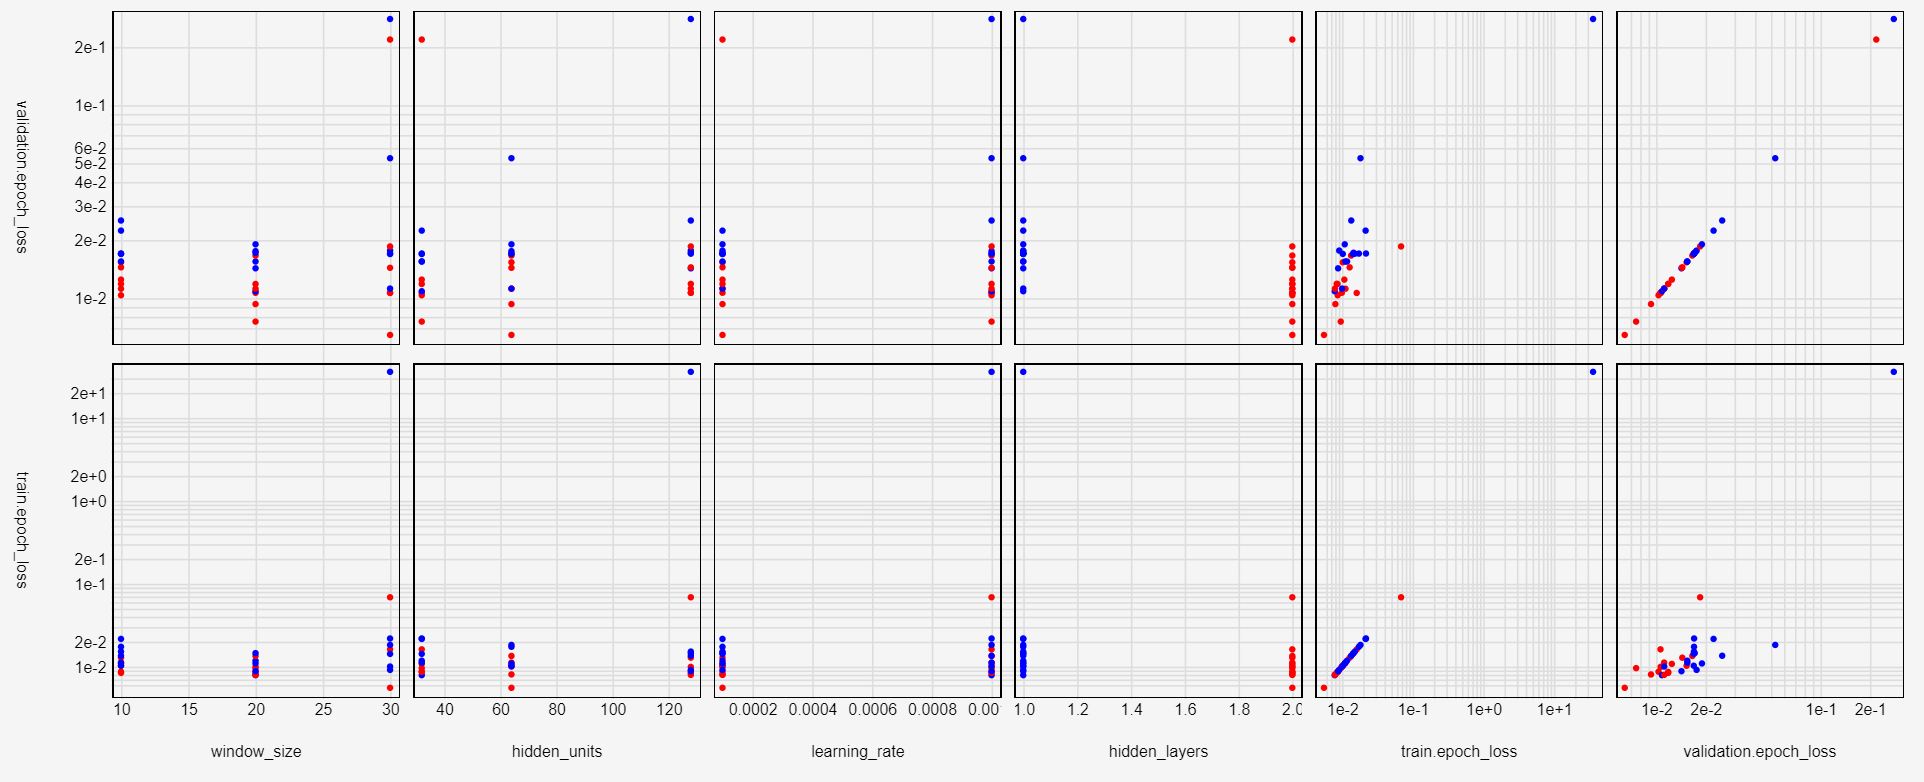 validation.epoch_loss
2e-1
1e-1
6e-2
5e-2
4e-2
3e-2
2e-2
1e-2
train.epoch_loss
2e+1
1e+1
2e+0
1e+0
2e-1
1e-1
2e-2
1e-2
10 15 20 25 30 40 60 80 100 120 0.0002 0.0004 0.0006 0.0008 0.00 1.0 1.2 1.4 1.6 1.8 2.0 1e-2 1e-1 1e+0 1e+1 1e-2 2e-2 1e-1 2e-1
window_size hidden_units learning_rate hidden_layers train.epoch_loss validation.epoch_loss